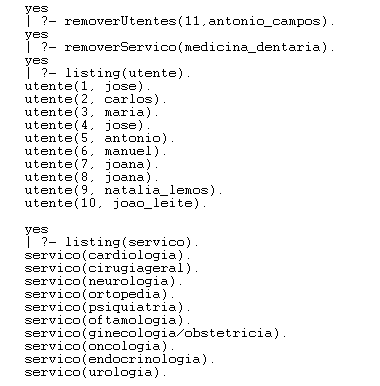 yes
| ?- removerUtentes(11,antonio_campos).
yes
| ?- removerServico(medicina_dentaria).
yes
| ?- listing(utente).
utente(1, jose).
utente(2, carlos).
utente(3, maria).
utente(4, jose).
utente(5, antonio).
utente(6, manuel).
utente(7, joana).
utente(8, joana).
utente(9, natalia_lemos).
utente(10, joao_leite).
yes
| ?- listing(servico).
servico(cardiologia).
servico(cirugiageral).
servico(neurologia).
servico(ortopedia).
servico(psiquiatria).
servico(oftamologia).
servico(ginecologia/obstetricia).
servico(oncologia).
servico(endocrinologia).
servico(urologia).